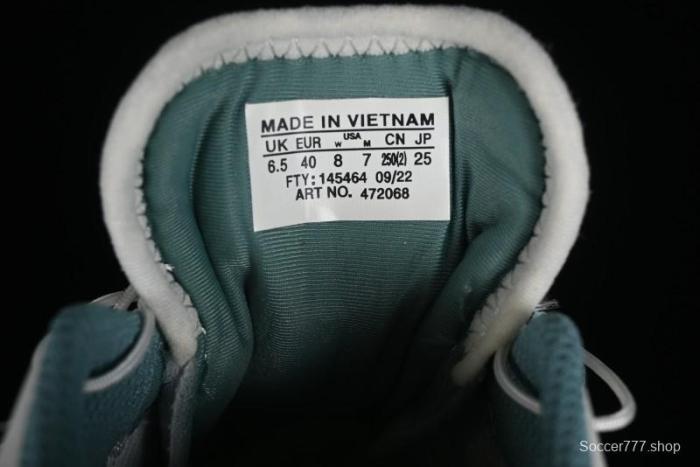 MADE IN VIETNAM
UK EUR USA W M CN JP
6.5 40 8 7 250(2) 25
FTY: 145464 09/22
ART NO. 472068
Soccer777.shop